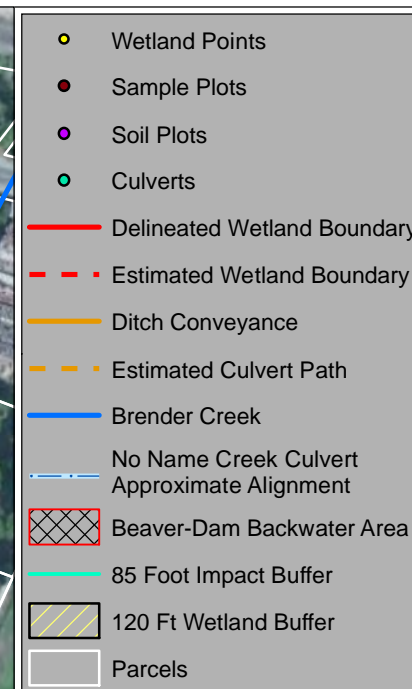 Wetland Points
Sample Plots
Soil Plots
Culverts
Delineated Wetland Boundary
Estimated Wetland Boundary
Ditch Conveyance
Estimated Culvert Path
Brender Creek
No Name Creek Culvert
Approximate Alignment
Beaver-Dam Backwater Area
85 Foot Impact Buffer
120 Ft Wetland Buffer
Parcels